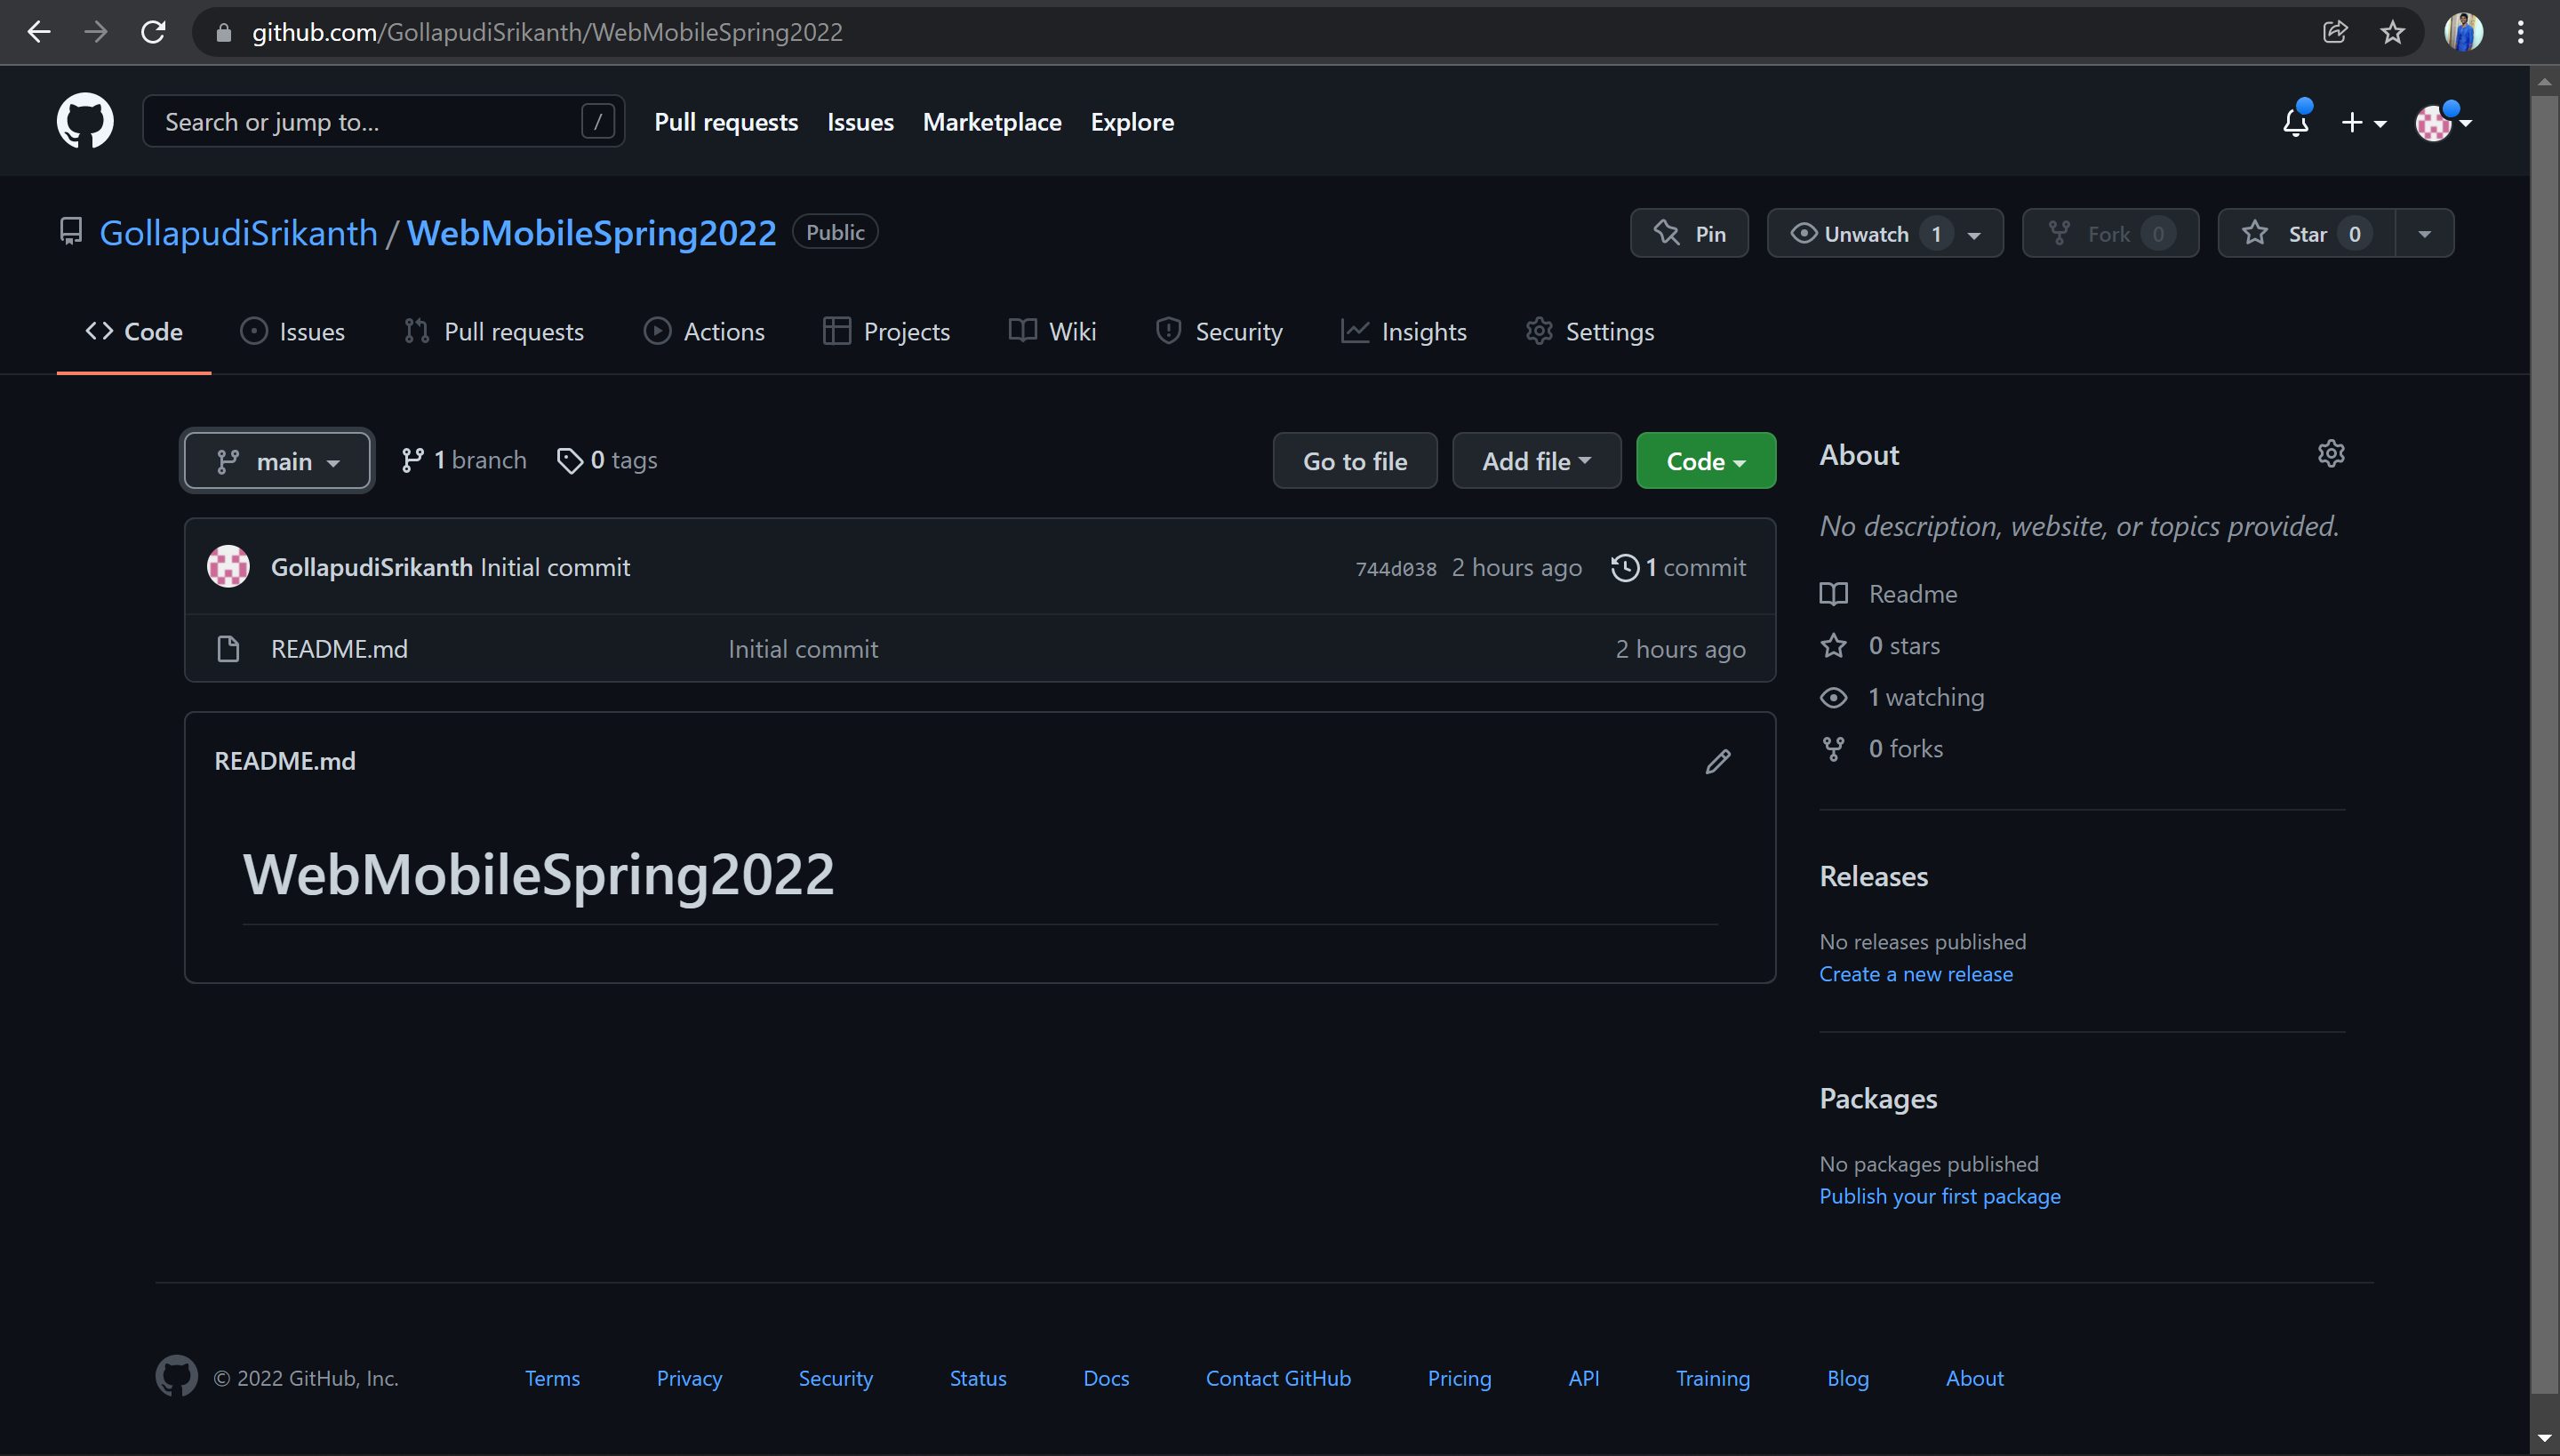 github.com/GollapudiSrikanth/WebMobileSpring2022
Search or jump to... / Pull requests Issues Marketplace Explore
GollapudiSrikanth / WebMobileSpring2022 Public Pin Unwatch 1 Fork 0 Star 0
Code Issues Pull requests Actions Projects Wiki Security Insights Settings
main 1 branch 0 tags Go to file Add file Code
GollapudiSrikanth Initial commit 744d038 2 hours ago 1 commit
README.md Initial commit 2 hours ago
README.md
WebMobileSpring2022
About
No description, website, or topics provided.
Readme
0 stars
1 watching
0 forks
Releases
No releases published
Create a new release
Packages
No packages published
Publish your first package
© 2022 GitHub, Inc. Terms Privacy Security Status Docs Contact GitHub Pricing API Training Blog About